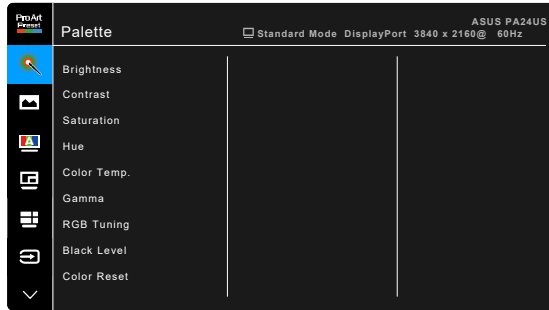 ProArt
Preset
Palette
ASUS PA24US
Standard Mode DisplayPort 3840 x 2160@ 60Hz
Brightness
Contrast
Saturation
Hue
Color Temp.
Gamma
RGB Tuning
Black Level
Color Reset
A